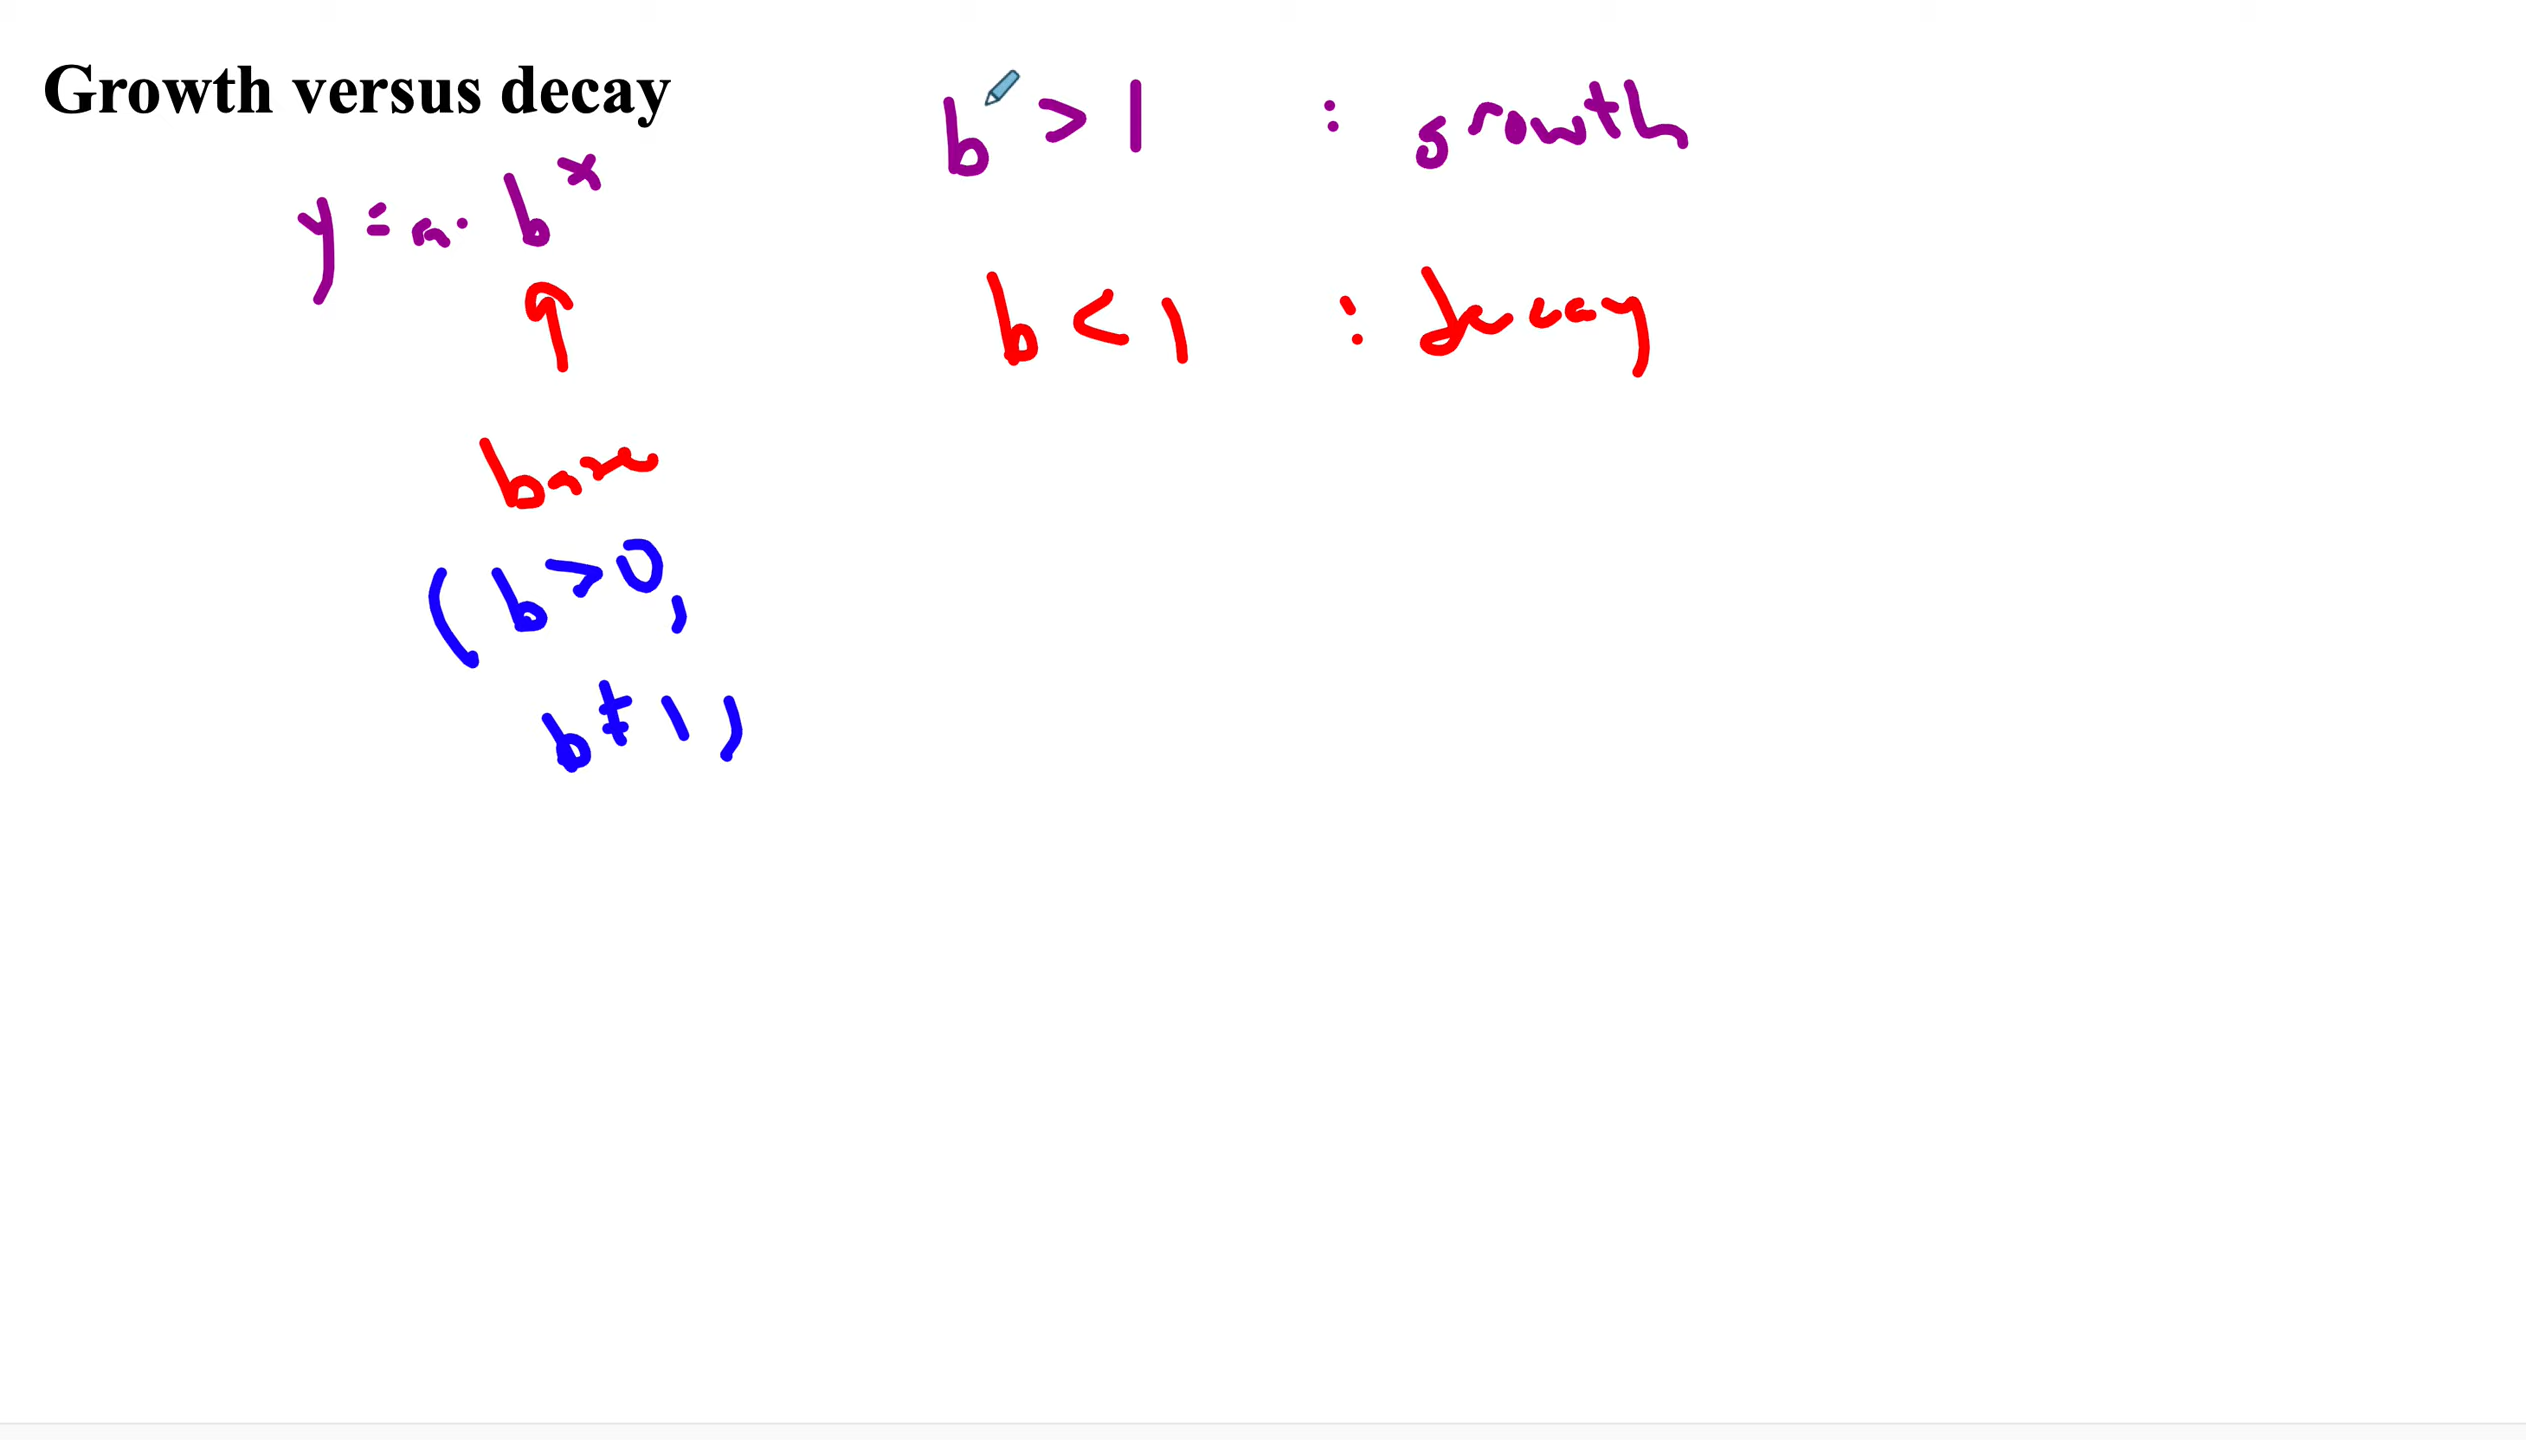 Growth versus decay
y = a · b^x
base
(b > 0,
b ≠ 1)
b > 1 : growth
b < 1 : decay